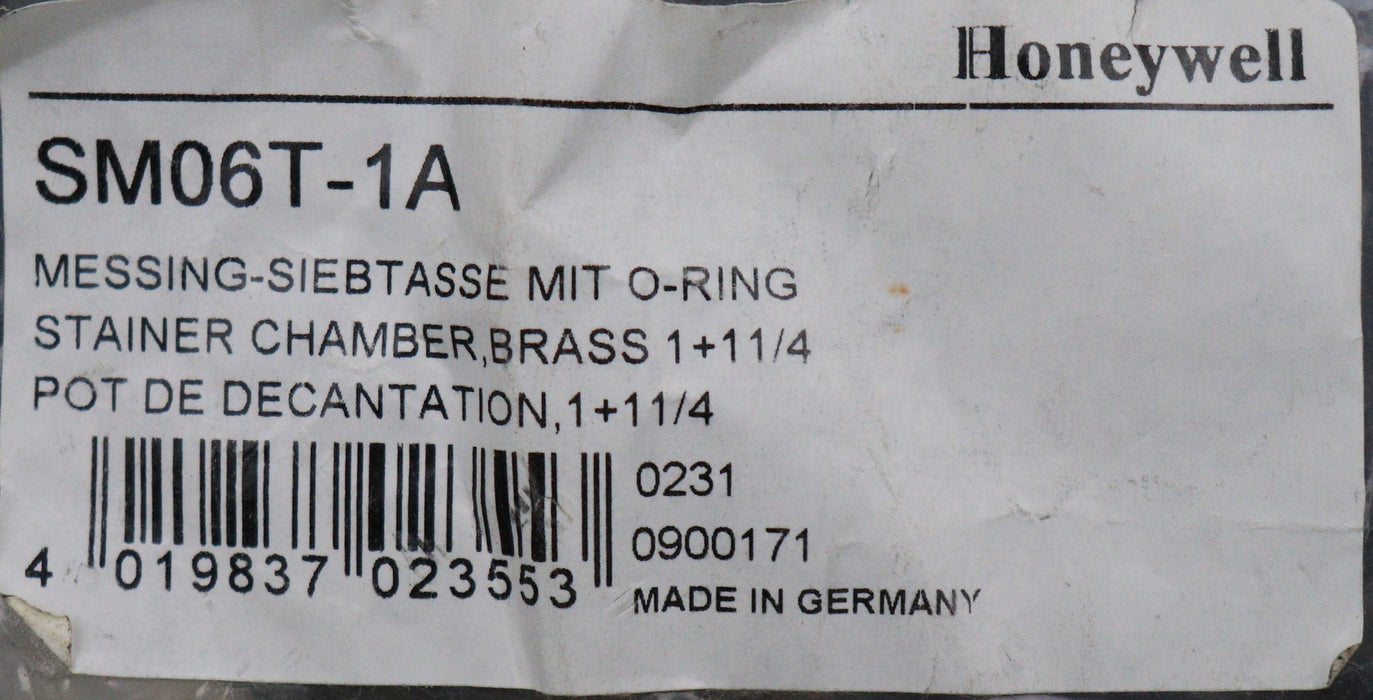 Honeywell
SM06T-1A
MESSING-SIEBTASSE MIT O-RING
STAINER CHAMBER,BRASS 1+11/4
POT DE DECANTATION,1+11/4
0231
0900171
4 019837 023553
MADE IN GERMANY